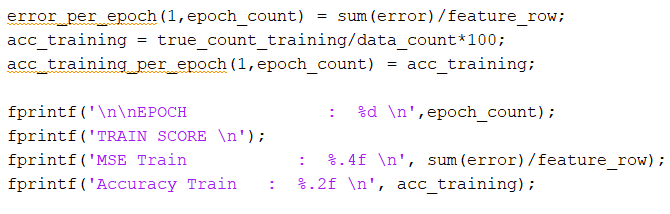 error_per_epoch(1,epoch_count) = sum(error)/feature_row;
acc_training = true_count_training/data_count*100;
acc_training_per_epoch(1,epoch_count) = acc_training;
fprintf('\n\nEPOCH              :  %d \n',epoch_count);
fprintf('TRAIN SCORE \n');
fprintf('MSE Train           :  %.4f \n', sum(error)/feature_row);
fprintf('Accuracy Train   :  %.2f \n', acc_training);